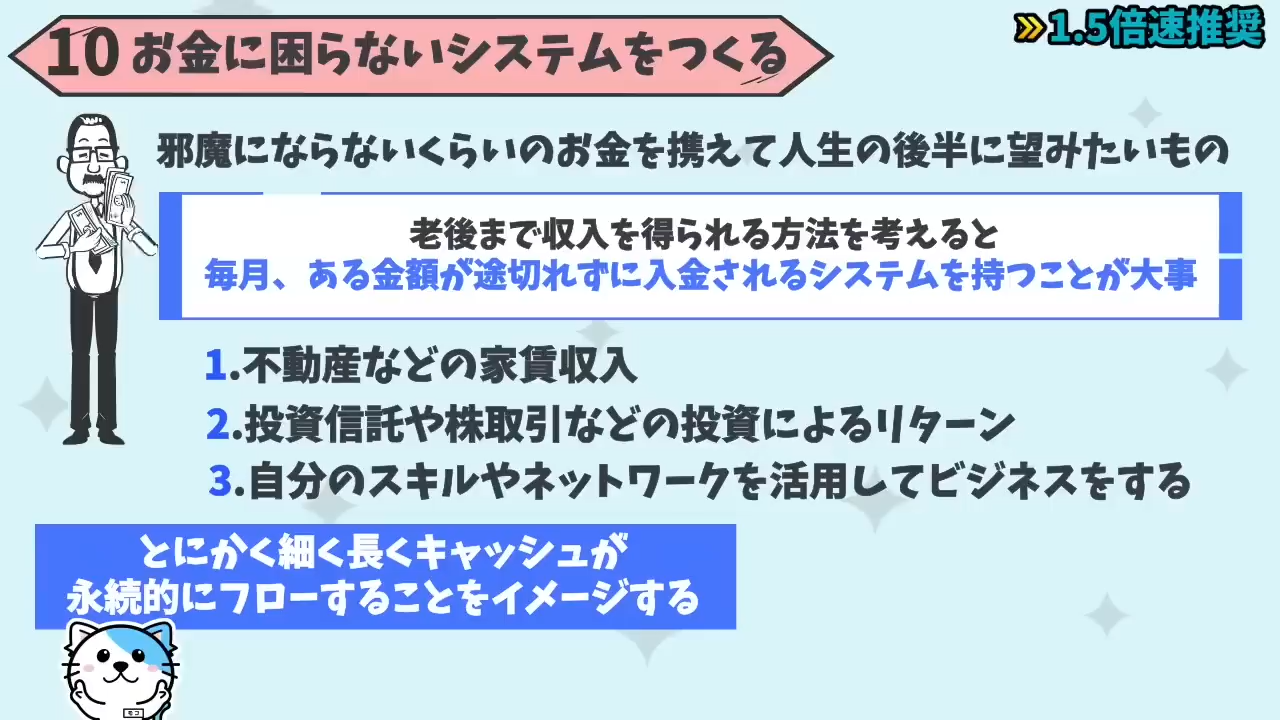 10 お金に困らないシステムをつくる
1.5倍速推奨
邪魔にならないくらいのお金を携えて人生の後半に望みたいもの
老後まで収入を得られる方法を考えると
毎月、ある金額が途切れずに入金されるシステムを持つことが大事
1.不動産などの家賃収入
2.投資信託や株取引などの投資によるリターン
3.自分のスキルやネットワークを活用してビジネスをする
とにかく細く長くキャッシュが
永続的にフローすることをイメージする
モコ